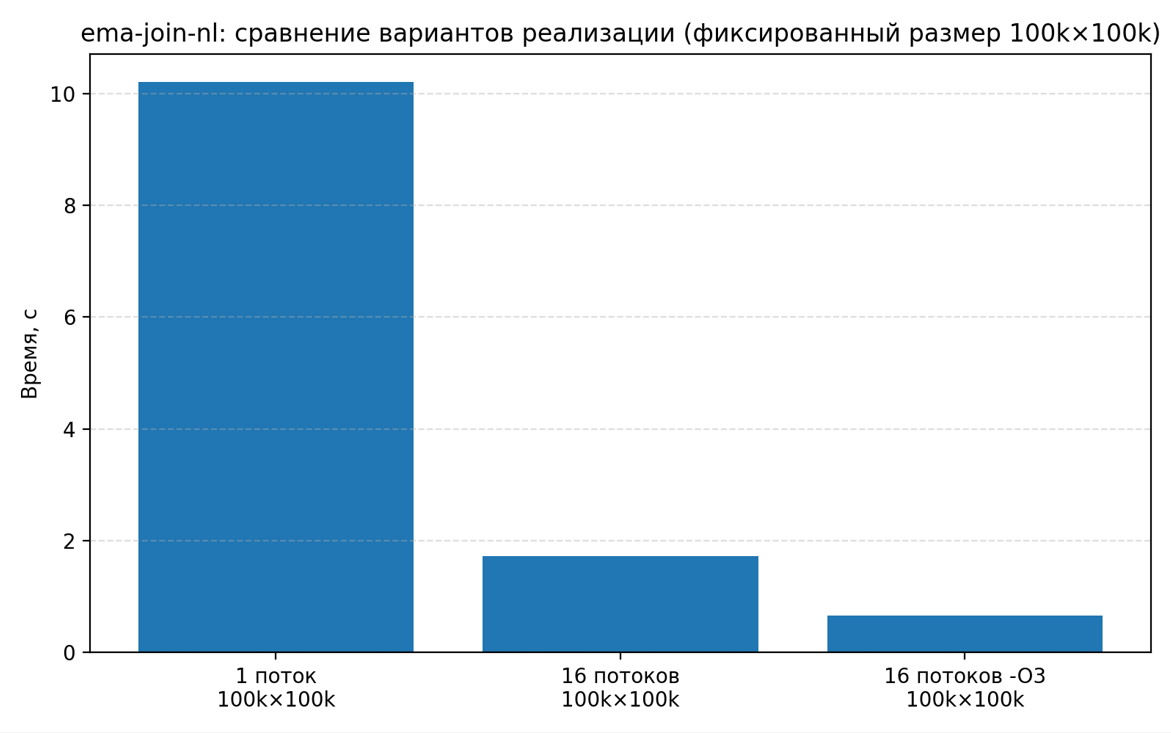 ema-join-nl: сравнение вариантов реализации (фиксированный размер 100k×100k)
Время, с
10
8
6
4
2
0
1 поток
100k×100k
16 потоков
100k×100k
16 потоков -O3
100k×100k